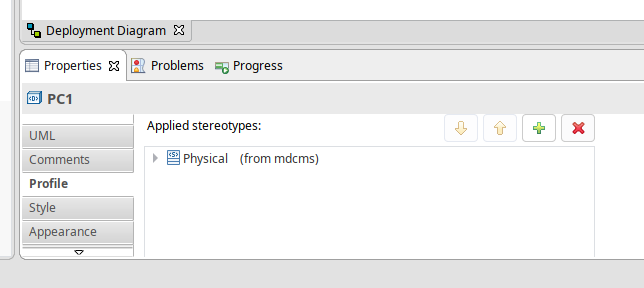 Deployment Diagram
Properties Problems Progress
PC1
UML
Comments
Profile
Style
Appearance
Applied stereotypes:
Physical (from mdcms)